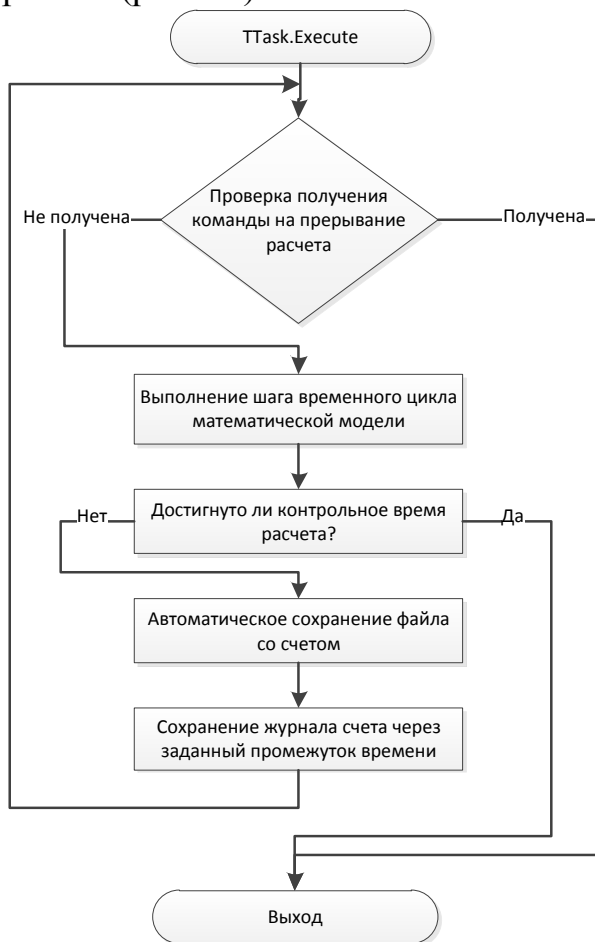 TTask.Execute
Проверка получения
команды на прерывание
расчета
Не получена
Получена
Выполнение шага временного цикла
математической модели
Достигнуто ли контрольное время
расчета?
Нет
Да
Автоматическое сохранение файла
со счетом
Сохранение журнала счета через
заданный промежуток времени
Выход